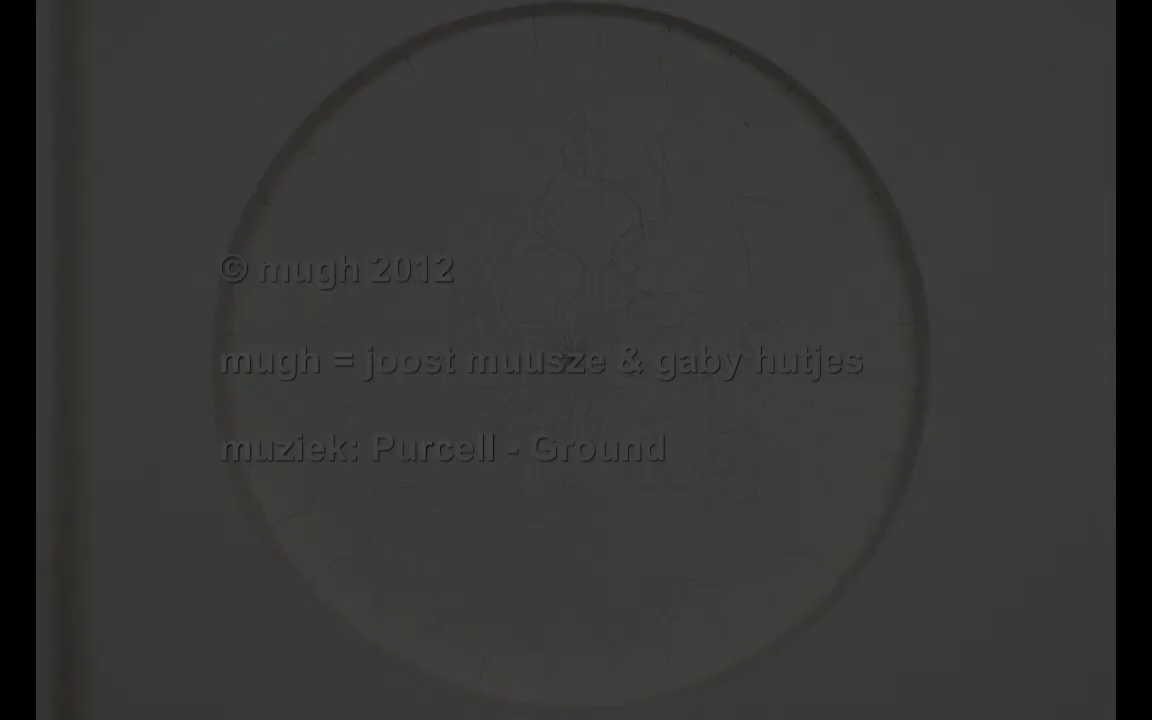 © mugh 2012
mugh = joost muusze & gaby hutjes
muziek: Purcell - Ground